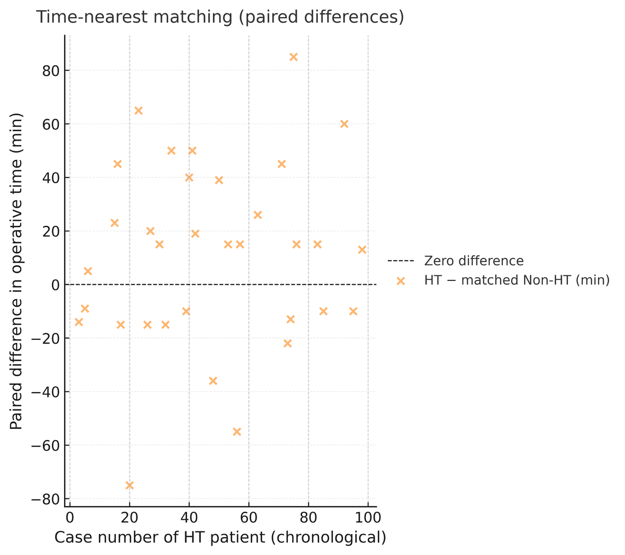 Time-nearest matching (paired differences)
Paired difference in operative time (min)
80
60
40
20
0
−20
−40
−60
−80
0 20 40 60 80 100
Case number of HT patient (chronological)
Zero difference
HT − matched Non-HT (min)